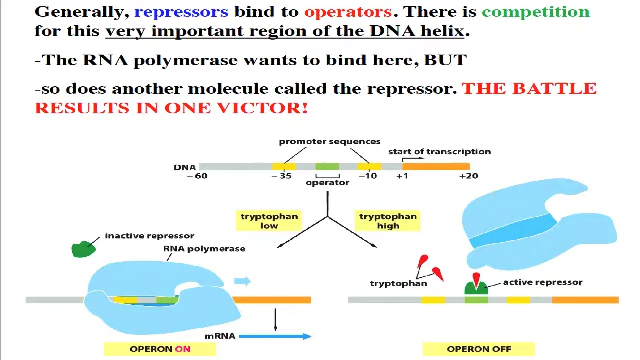 Generally, repressors bind to operators. There is competition
for this very important region of the DNA helix.
-The RNA polymerase wants to bind here, BUT
-so does another molecule called the repressor. THE BATTLE
RESULTS IN ONE VICTOR!
promoter sequences
start of transcription
DNA
−60
−35
−10
+1
+20
operator
tryptophan
low
tryptophan
high
inactive repressor
RNA polymerase
tryptophan
active repressor
mRNA
OPERON ON
OPERON OFF